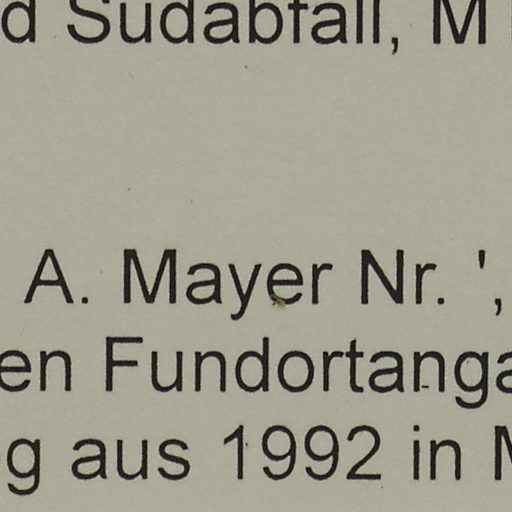 d Sudabfall, M
A. Mayer Nr. ',
en Fundortanga
g aus 1992 in M